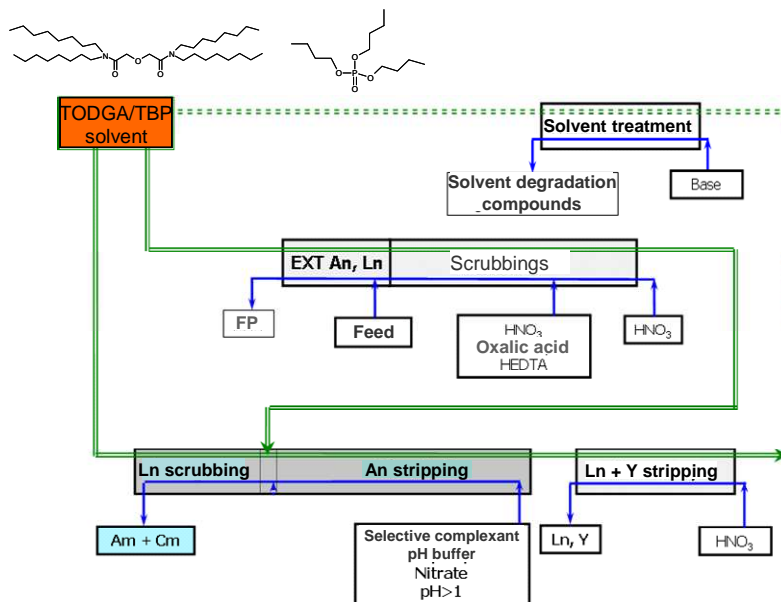 N
O
N
O
O
O
O
P
O
O
TODGA/TBP
solvent
Solvent treatment
Solvent degradation
compounds
Base
EXT An, Ln
Scrubbings
FP
Feed
HNO3
Oxalic acid
HEDTA
HNO3
Ln scrubbing
An stripping
Ln + Y stripping
Am + Cm
Selective complexant
pH buffer
Nitrate
pH>1
Ln, Y
HNO3